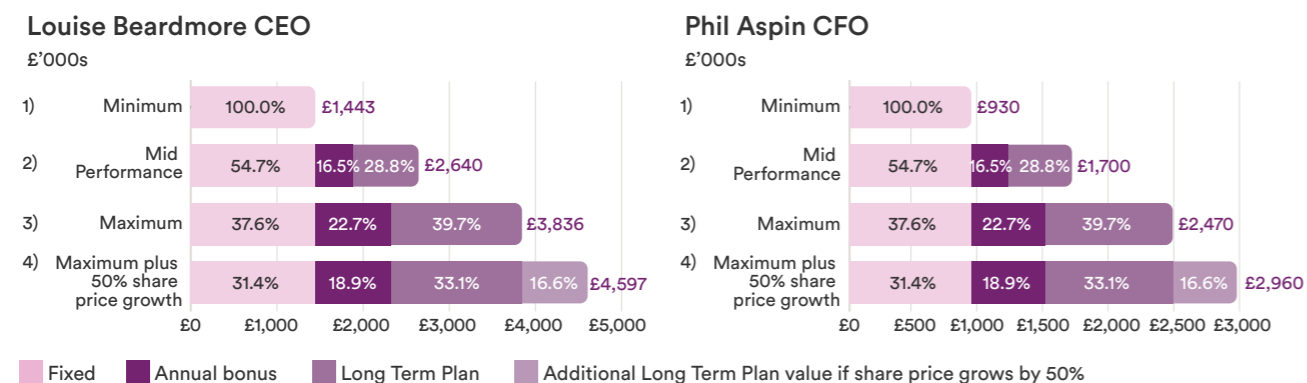 Louise Beardmore CEO
£’000s
1) Minimum 100.0% £1,443
2) Mid
Performance 54.7% 16.5% 28.8% £2,640
3) Maximum 37.6% 22.7% 39.7% £3,836
4) Maximum plus
50% share
price growth 31.4% 18.9% 33.1% 16.6% £4,597
£0 £1,000 £2,000 £3,000 £4,000 £5,000
Phil Aspin CFO
£’000s
1) Minimum 100.0% £930
2) Mid
Performance 54.7% 16.5% 28.8% £1,700
3) Maximum 37.6% 22.7% 39.7% £2,470
4) Maximum plus
50% share
price growth 31.4% 18.9% 33.1% 16.6% £2,960
£0 £500 £1,000 £1,500 £2,000 £2,500 £3,000
Fixed Annual bonus Long Term Plan Additional Long Term Plan value if share price grows by 50%